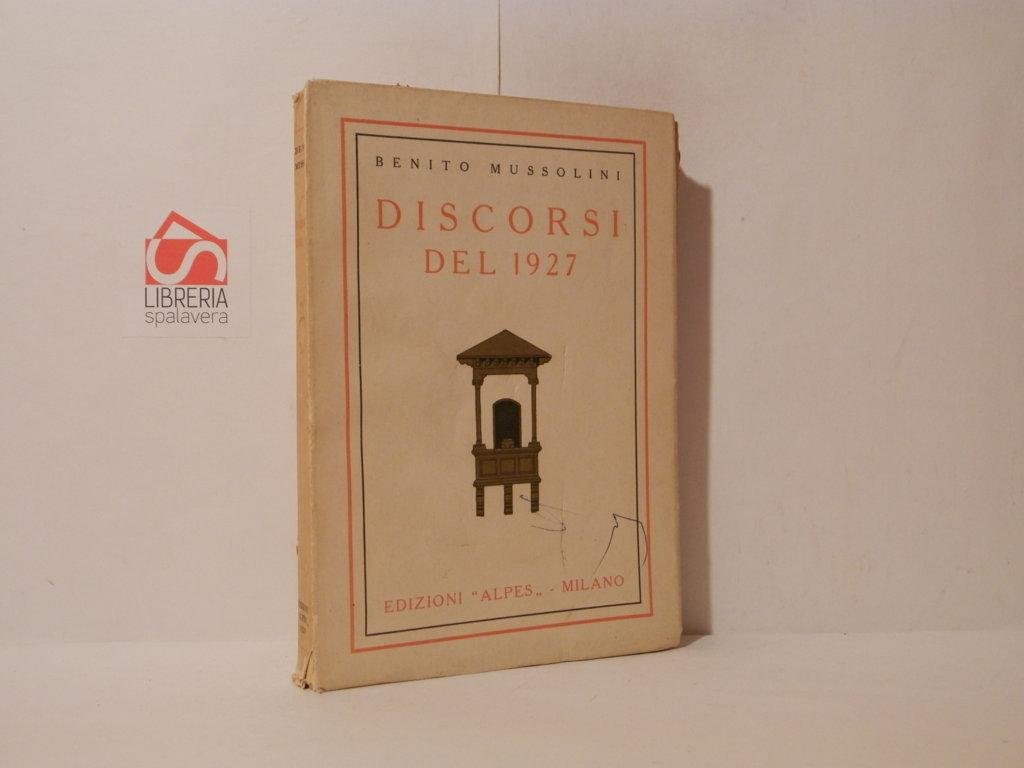 BENITO MUSSOLINI
DISCORSI
DEL 1927
EDIZIONI "ALPES„ - MILANO
LIBRERIA
spalavera